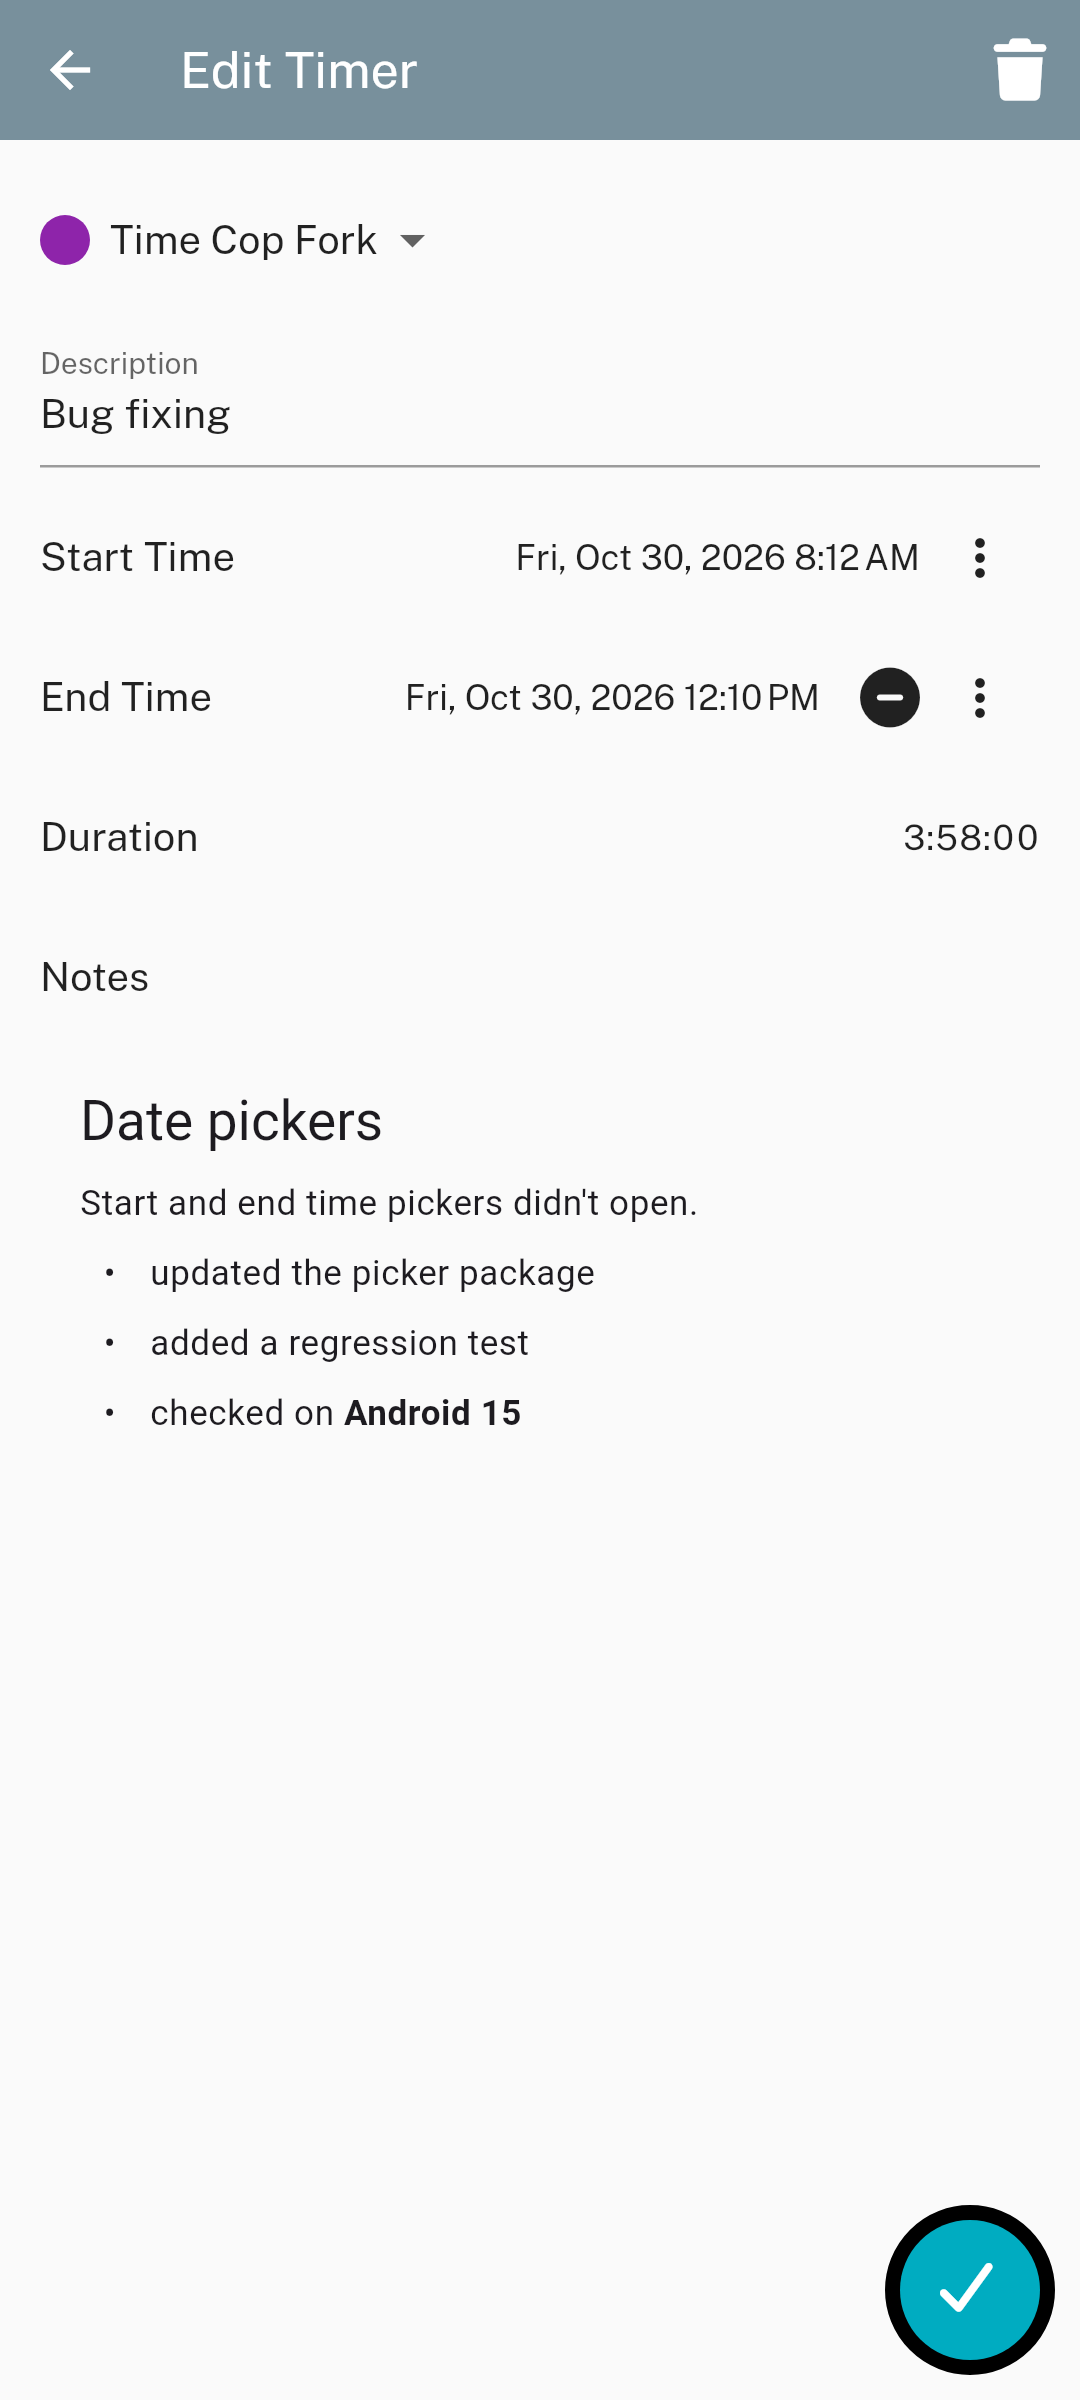 Edit Timer
Time Cop Fork
Description
Bug fixing
Start Time Fri, Oct 30, 2026 8:12 AM
End Time Fri, Oct 30, 2026 12:10 PM
Duration 3:58:00
Notes
Date pickers
Start and end time pickers didn't open.
• updated the picker package
• added a regression test
• checked on Android 15